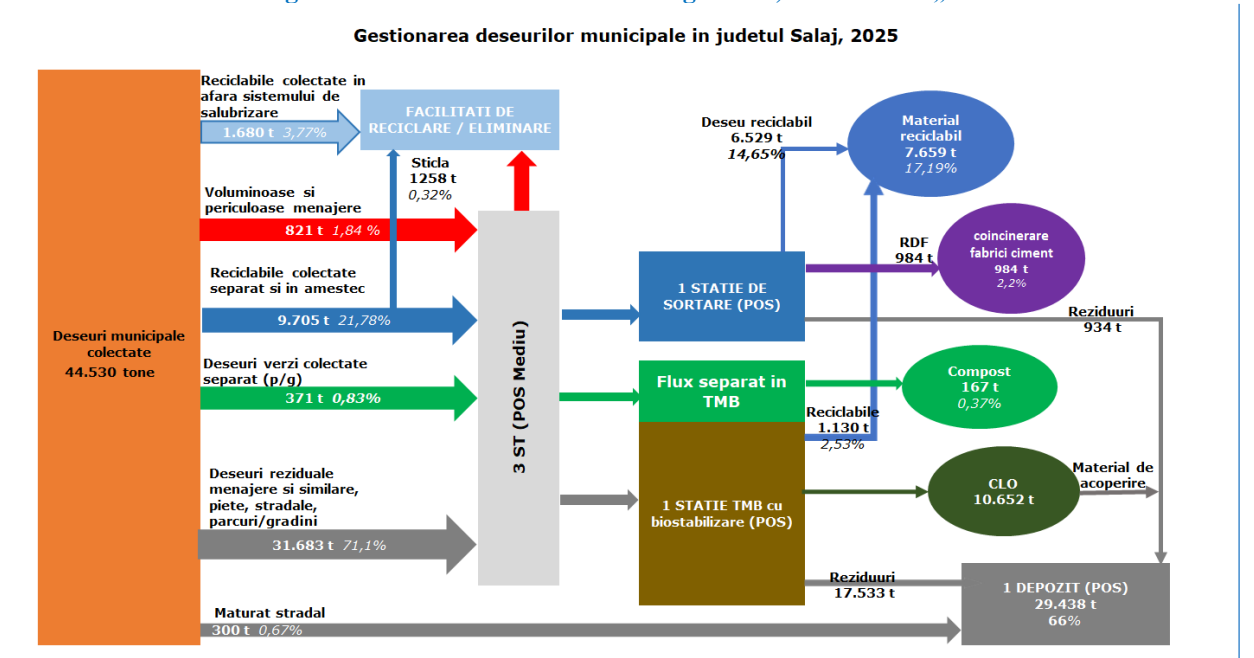 Gestionarea deseurilor municipale in judetul Salaj, 2025
Reciclabile colectate in
afara sistemului de
salubrizare
1.680 t 3,77%
FACILITATI DE
RECICLARE / ELIMINARE
Sticla
1258 t
0,32%
Voluminoase si
periculoase menajere
821 t 1,84 %
Reciclabile colectate
separat si in amestec
9.705 t 21,78%
Deseuri municipale
colectate
44.530 tone
Deseuri verzi colectate
separat (p/g)
371 t 0,83%
Deseuri reziduale
menajere si similare,
piete, stradale,
parcuri/gradini
31.683 t 71,1%
Maturat stradal
300 t 0,67%
3 ST (POS Mediu)
Deseu reciclabil
6.529 t
14,65%
Material
reciclabil
7.659 t
17,19%
1 STATIE DE
SORTARE (POS)
RDF
984 t
coincinerare
fabrici ciment
984 t
2,2%
Reziduuri
934 t
Flux separat in
TMB
Compost
167 t
0,37%
Reciclabile
1.130 t
2,53%
1 STATIE TMB cu
biostabilizare (POS)
CLO
10.652 t
Material de
acoperire
Reziduuri
17.533 t
1 DEPOZIT (POS)
29.438 t
66%